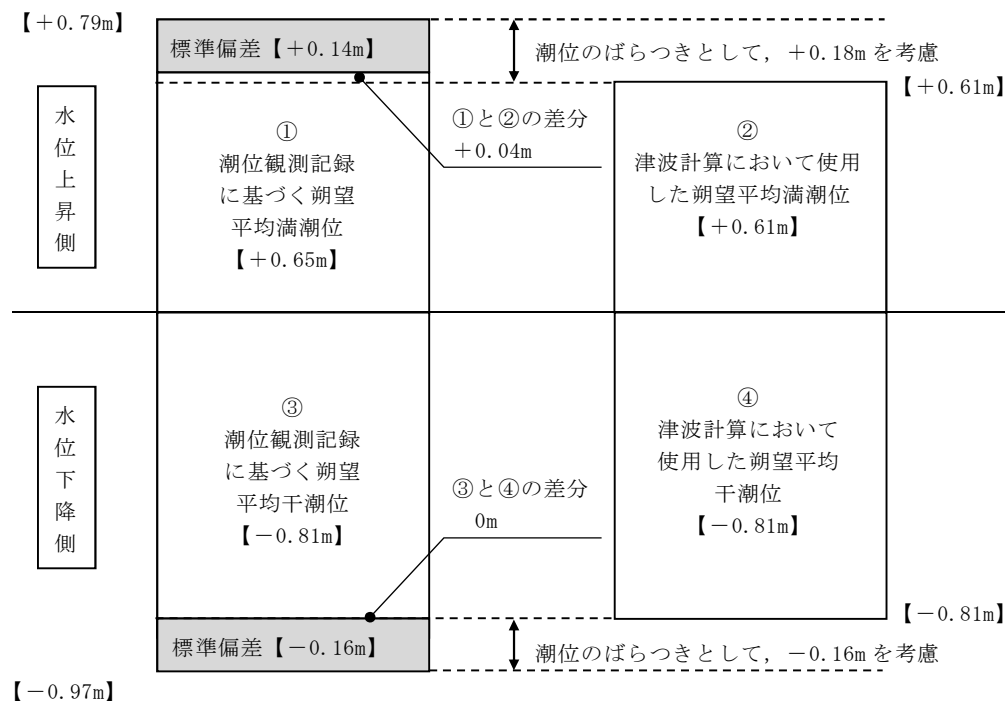 【+0.79m】
標準偏差【+0.14m】
潮位のばらつきとして，+0.18mを考慮
【+0.61m】
水位上昇側
①
潮位観測記録
に基づく朔望
平均満潮位
【+0.65m】
①と②の差分
+0.04m
②
津波計算において使用
した朔望平均満潮位
【+0.61m】
水位下降側
③
潮位観測記録
に基づく朔望
平均干潮位
【−0.81m】
③と④の差分
0m
④
津波計算において
使用した朔望平均
干潮位
【−0.81m】
【−0.81m】
標準偏差【−0.16m】
潮位のばらつきとして，−0.16mを考慮
【−0.97m】